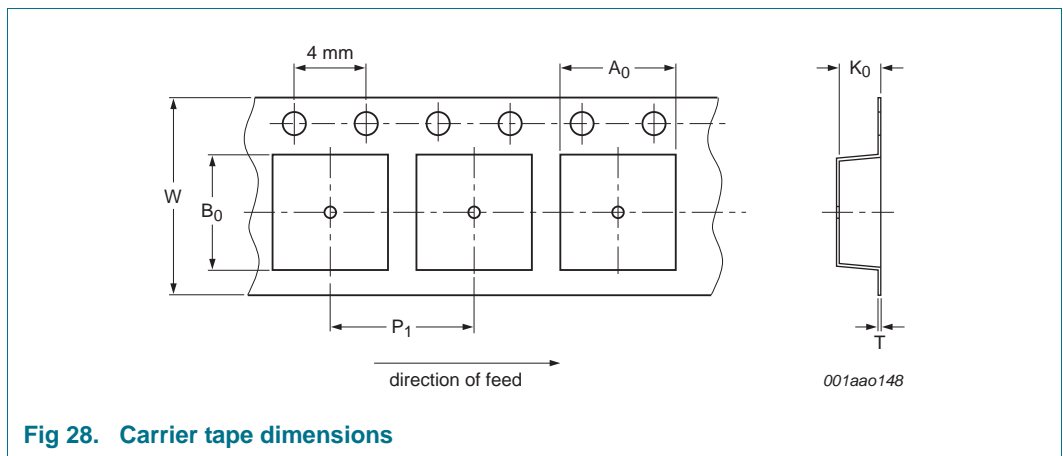 4 mm
A0
K0
W
B0
P1
T
direction of feed
001aao148
Fig 28. Carrier tape dimensions